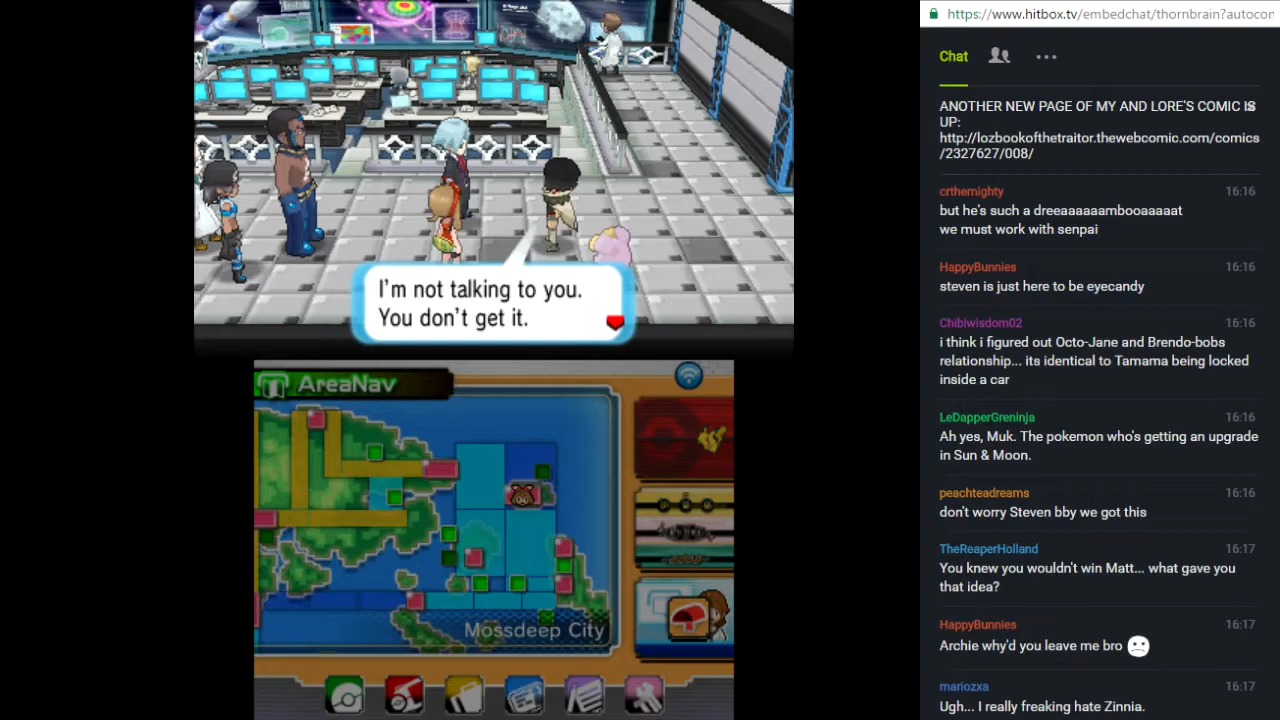 I'm not talking to you.
You don't get it.
AreaNav
Mossdeep City
https://www.hitbox.tv/embedchat/thornbrain?autocon
Chat
ANOTHER NEW PAGE OF MY AND LORE'S COMIC IS
UP:
http://lozbookofthetraitor.thewebcomic.com/comics
/2327627/008/
crthemighty 16:16
but he's such a dreeaaaaaambooaaaaat
we must work with senpai
HappyBunnies 16:16
steven is just here to be eyecandy
Chibiwisdom02 16:16
i think i figured out Octo-Jane and Brendo-bobs
relationship... its identical to Tamama being locked
inside a car
LeDapperGreninja 16:16
Ah yes, Muk. The pokemon who's getting an upgrade
in Sun & Moon.
peachteadreams 16:16
don't worry Steven bby we got this
TheReaperHolland 16:17
You knew you wouldn't win Matt... what gave you
that idea?
HappyBunnies 16:17
Archie why'd you leave me bro
mariozxa 16:17
Ugh... I really freaking hate Zinnia.